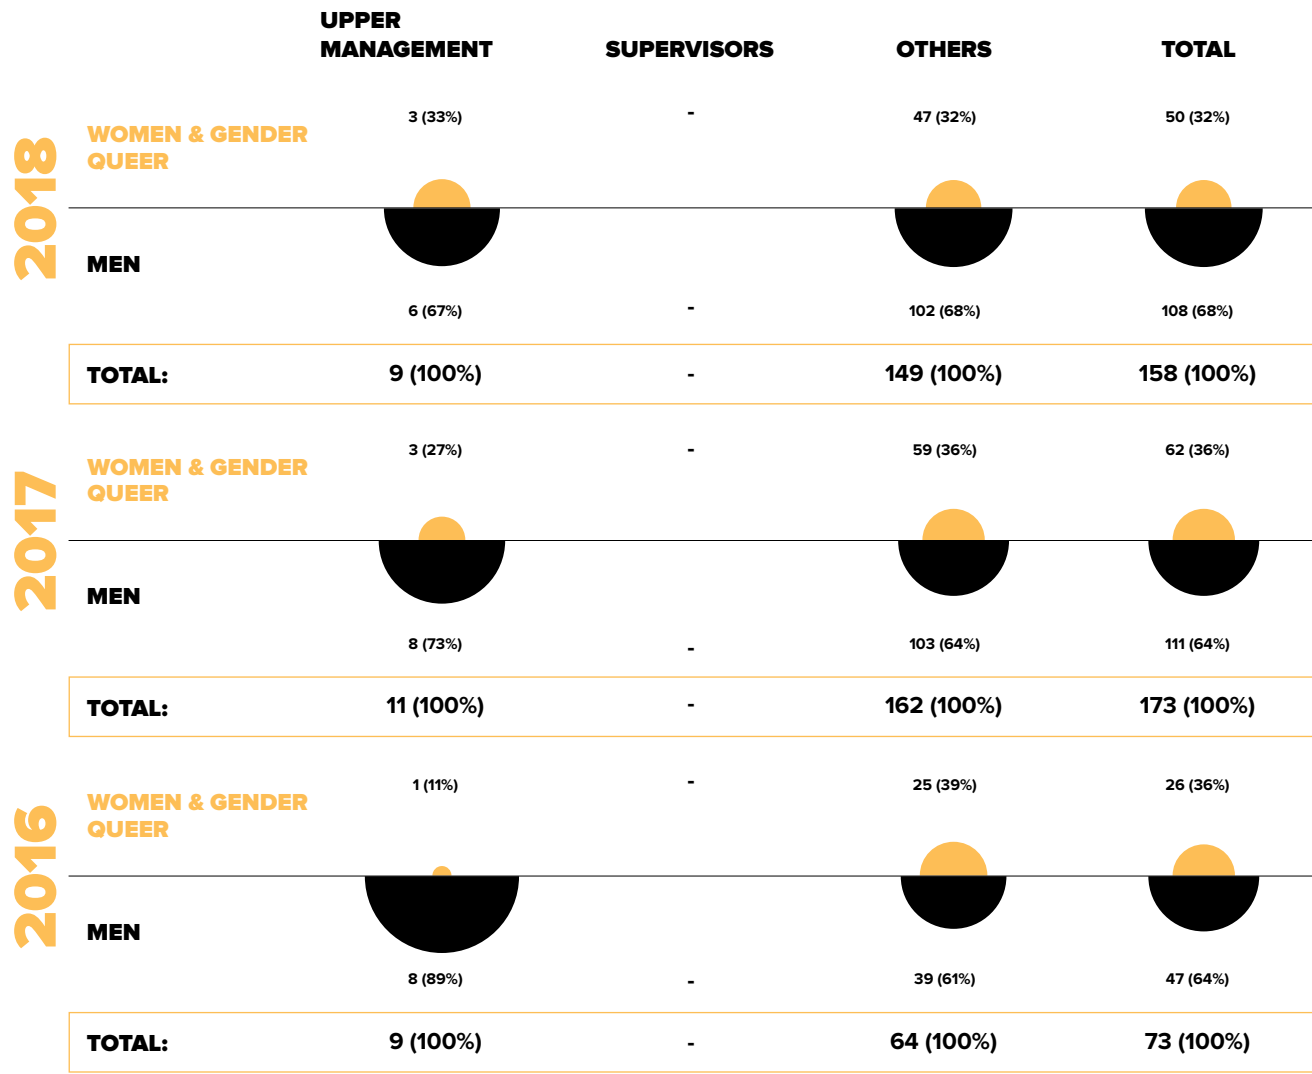 UPPER
MANAGEMENT SUPERVISORS OTHERS TOTAL
2018
WOMEN & GENDER
QUEER
3 (33%) - 47 (32%) 50 (32%)
MEN
6 (67%) - 102 (68%) 108 (68%)
TOTAL: 9 (100%) - 149 (100%) 158 (100%)
2017
WOMEN & GENDER
QUEER
3 (27%) - 59 (36%) 62 (36%)
MEN
8 (73%) - 103 (64%) 111 (64%)
TOTAL: 11 (100%) - 162 (100%) 173 (100%)
2016
WOMEN & GENDER
QUEER
1 (11%) - 25 (39%) 26 (36%)
MEN
8 (89%) - 39 (61%) 47 (64%)
TOTAL: 9 (100%) - 64 (100%) 73 (100%)